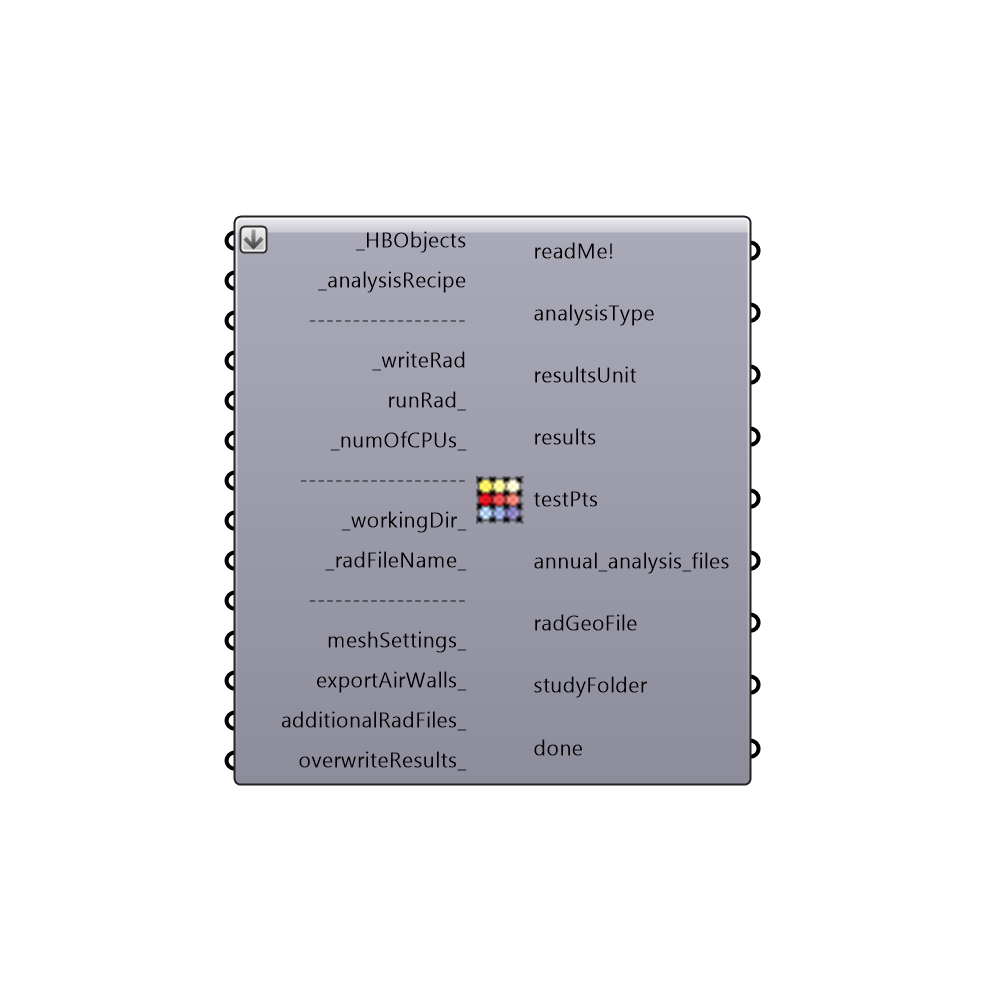 _HBObjects
_analysisRecipe
------------------
_writeRad
runRad_
_numOfCPUs_
-------------------
_workingDir_
_radFileName_
------------------
meshSettings_
exportAirWalls_
additionalRadFiles_
overwriteResults_
readMe!
analysisType
resultsUnit
results
testPts
annual_analysis_files
radGeoFile
studyFolder
done